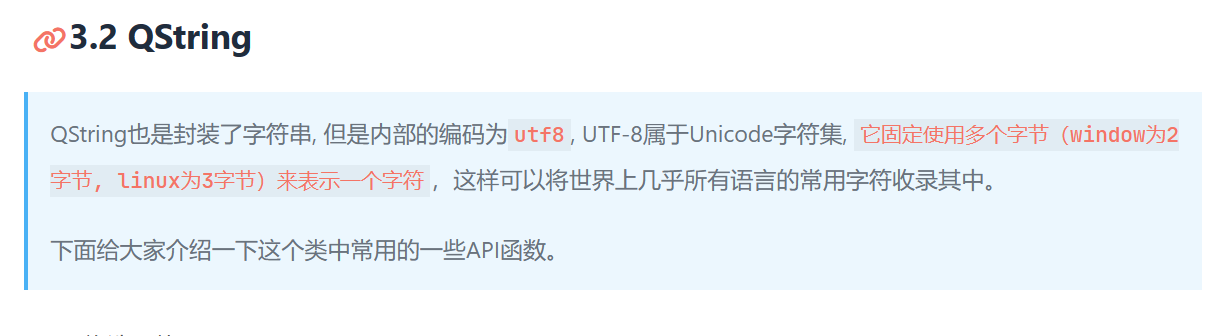 3.2 QString
QString也是封装了字符串, 但是内部的编码为utf8, UTF-8属于Unicode字符集, 它固定使用多个字节（window为2
字节, linux为3字节）来表示一个字符，这样可以将世界上几乎所有语言的常用字符收录其中。
下面给大家介绍一下这个类中常用的一些API函数。